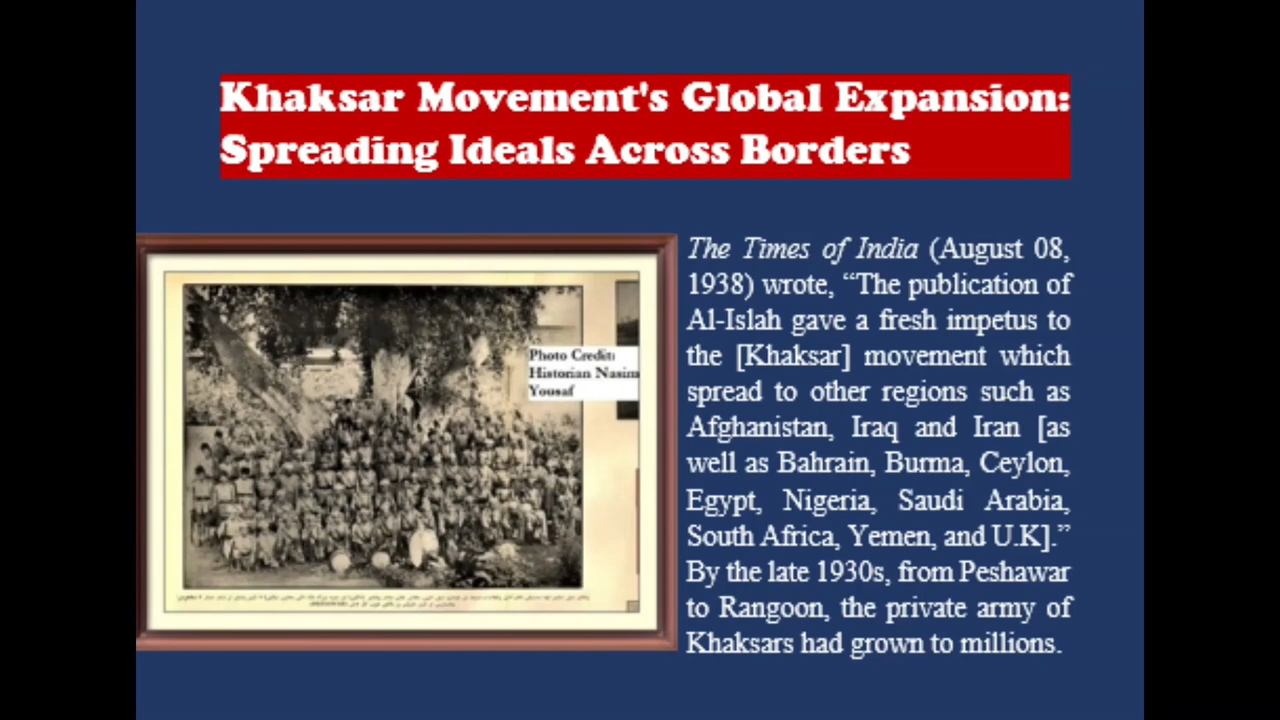 Khaksar Movement's Global Expansion:
Spreading Ideals Across Borders
Photo Credit:
Historian Nasim
Yousaf
The Times of India (August 08,
1938) wrote, “The publication of
Al-Islah gave a fresh impetus to
the [Khaksar] movement which
spread to other regions such as
Afghanistan, Iraq and Iran [as
well as Bahrain, Burma, Ceylon,
Egypt, Nigeria, Saudi Arabia,
South Africa, Yemen, and U.K].”
By the late 1930s, from Peshawar
to Rangoon, the private army of
Khaksars had grown to millions.